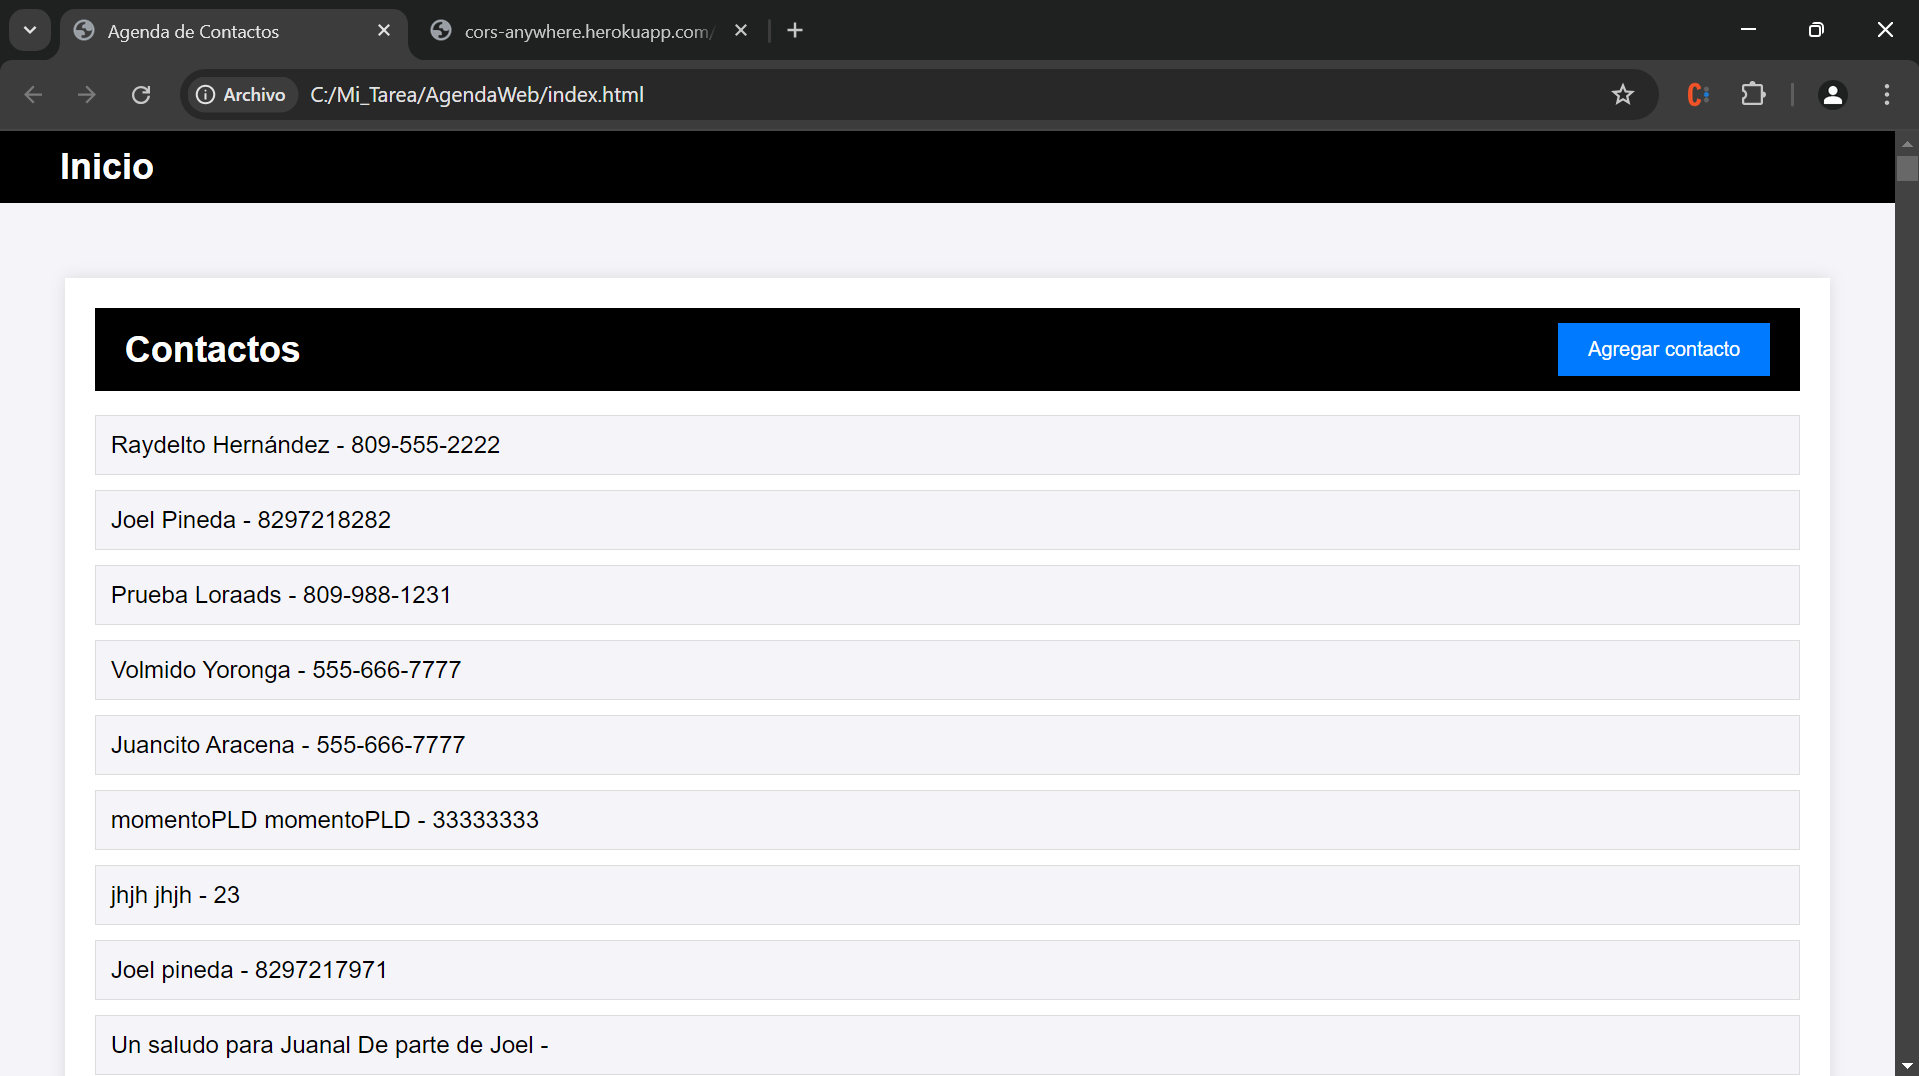 Agenda de Contactos
cors-anywhere.herokuapp.com/
Archivo
C:/Mi_Tarea/AgendaWeb/index.html
Inicio
Contactos
Agregar contacto
Raydelto Hernández - 809-555-2222
Joel Pineda - 8297218282
Prueba Loraads - 809-988-1231
Volmido Yoronga - 555-666-7777
Juancito Aracena - 555-666-7777
momentoPLD momentoPLD - 33333333
jhjh jhjh - 23
Joel pineda - 8297217971
Un saludo para Juanal De parte de Joel -